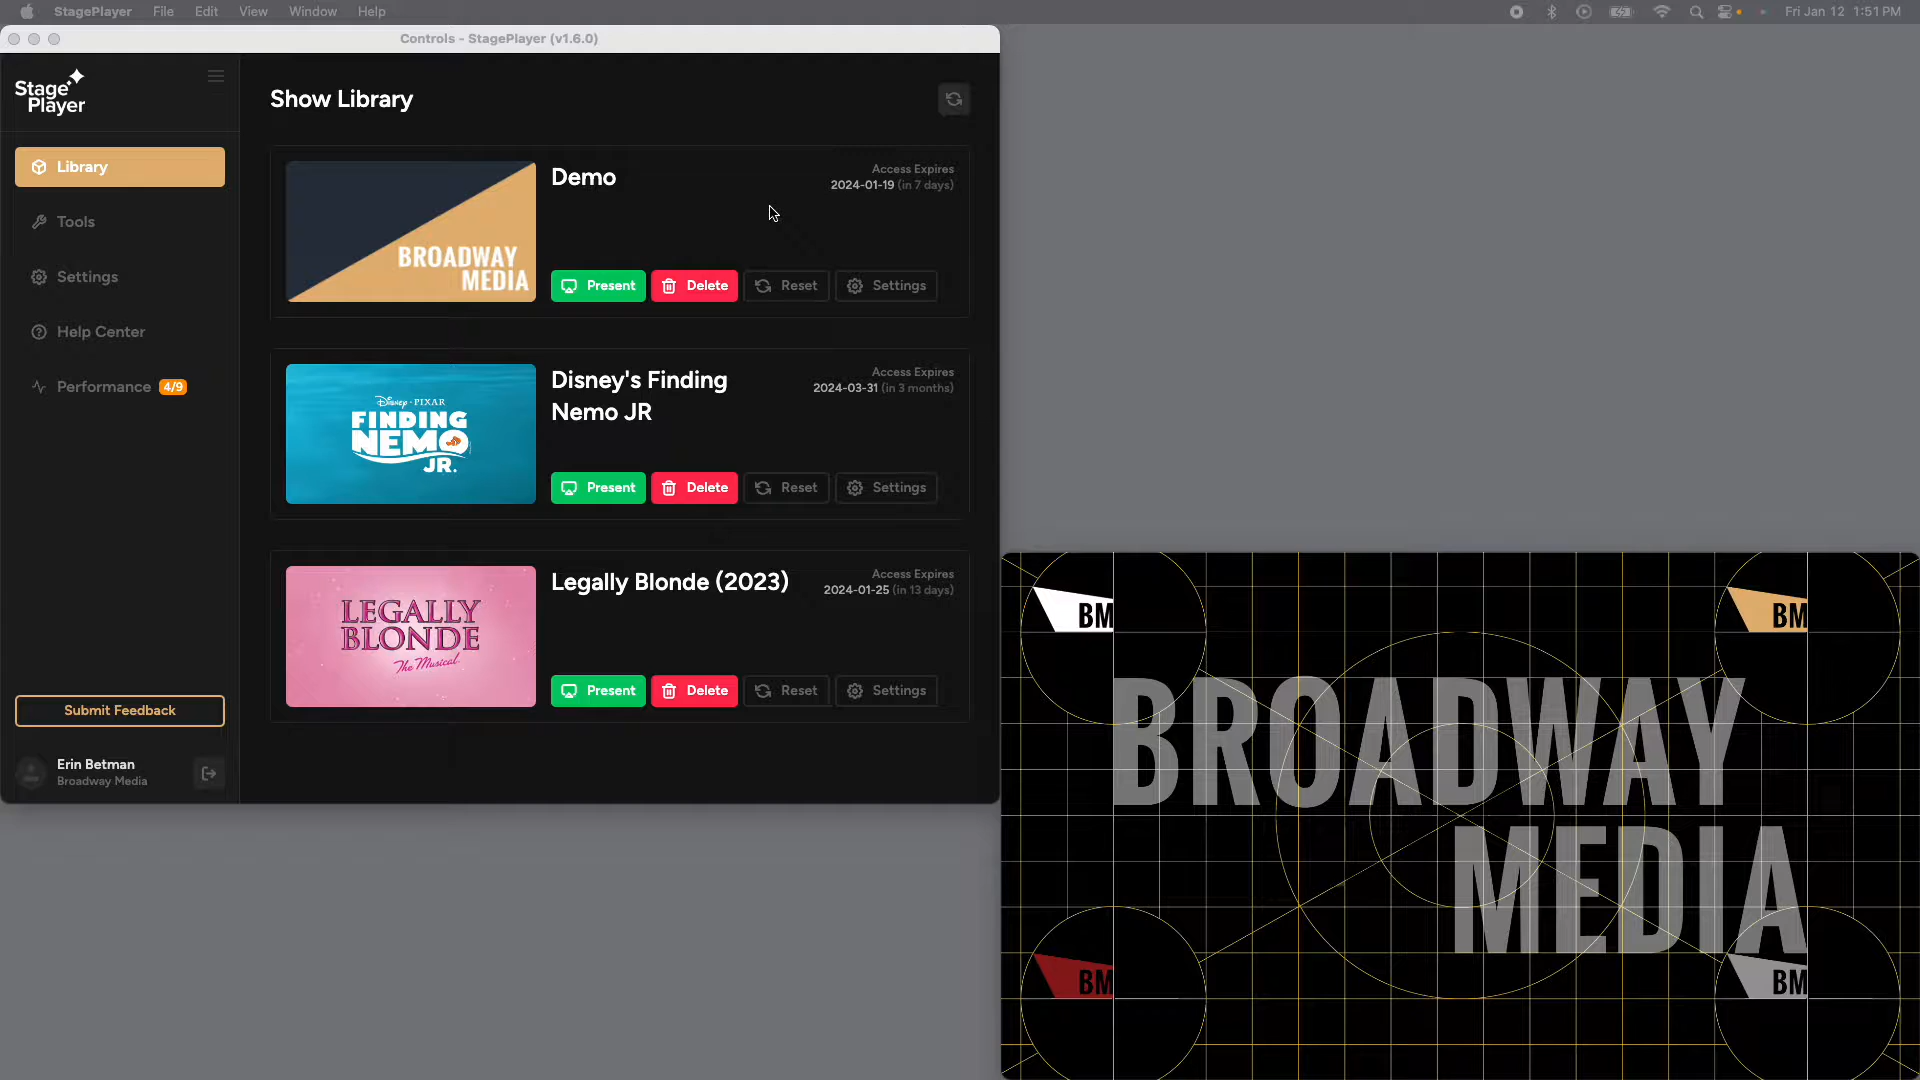 StagePlayer File Edit View Window Help
Fri Jan 12 1:51 PM
Controls - StagePlayer (v1.6.0)
Stage
Player
Show Library
Library
Tools
Settings
Help Center
Performance 4/9
Submit Feedback
Erin Betman
Broadway Media
BROADWAY
MEDIA
Demo
Access Expires
2024-01-19 (in 7 days)
Present Delete Reset Settings
Disney · PIXAR
FINDING
NEMO
JR.
Disney's Finding
Nemo JR
Access Expires
2024-03-31 (in 3 months)
Present Delete Reset Settings
LEGALLY
BLONDE
The Musical
Legally Blonde (2023)
Access Expires
2024-01-25 (in 13 days)
Present Delete Reset Settings
BM
BM
BROADWAY
MEDIA
BM
BM